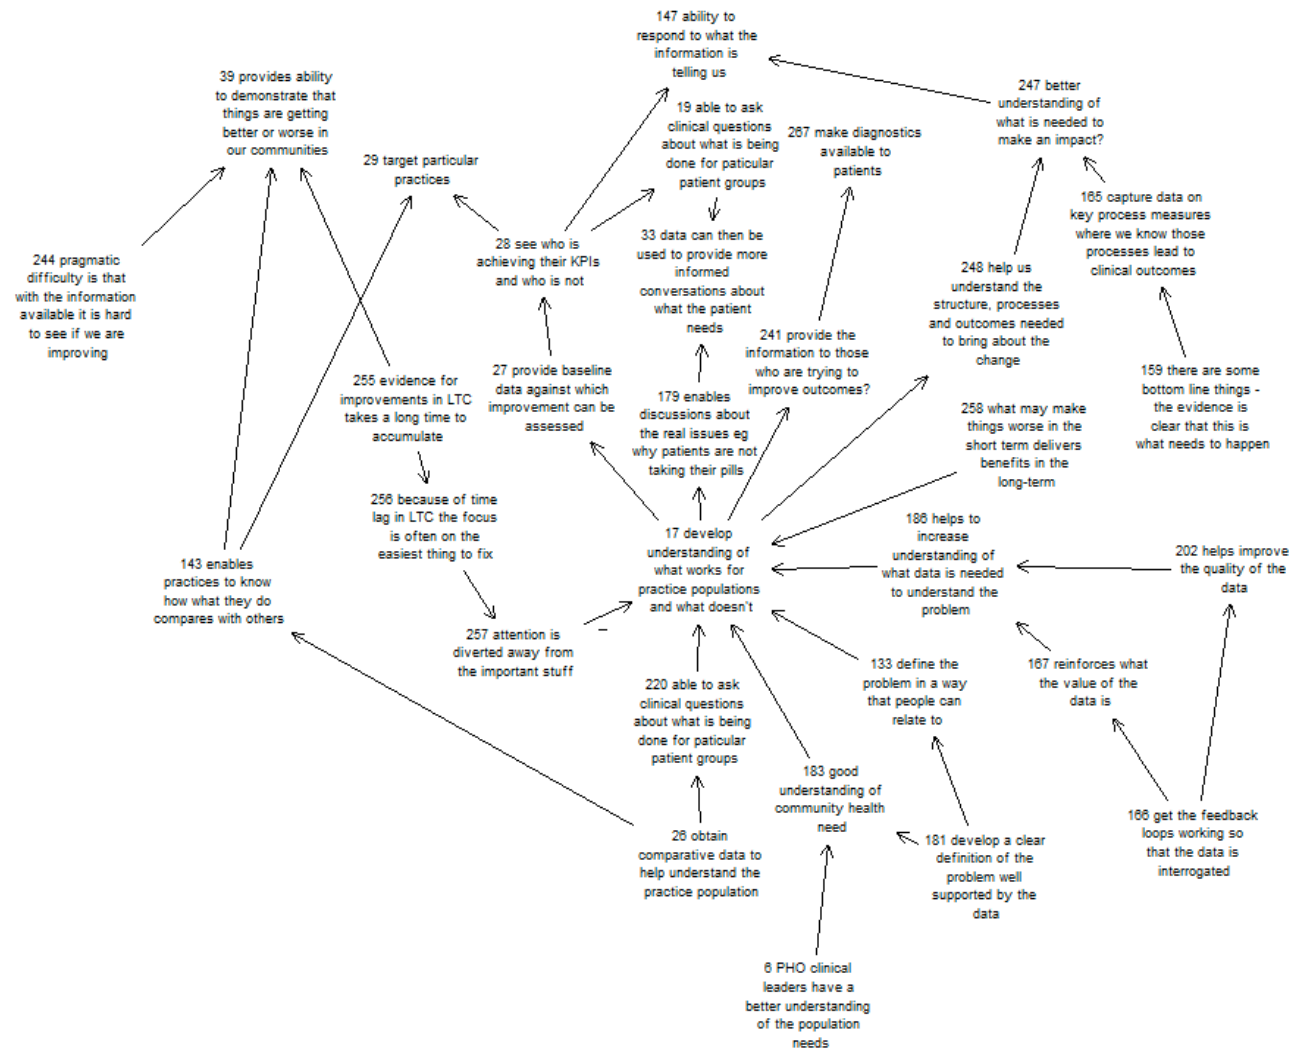 147 ability to
respond to what the
information is
telling us
39 provides ability
to demonstrate that
things are getting
better or worse in
our communities
19 able to ask
clinical questions
about what is being
done for paticular
patient groups
247 better
understanding of
what is needed to
make an impact?
267 make diagnostics
available to
patients
29 target particular
practices
165 capture data on
key process measures
where we know those
processes lead to
clinical outcomes
28 see who is
achieving their KPIs
and who is not
33 data can then be
used to provide more
informed
conversations about
what the patient
needs
244 pragmatic
difficulty is that
with the information
available it is hard
to see if we are
improving
248 help us
understand the
structure, processes
and outcomes needed
to bring about the
change
241 provide the
information to those
who are trying to
improve outcomes?
27 provide baseline
data against which
improvement can be
assessed
255 evidence for
improvements in LTC
takes a long time to
accumulate
179 enables
discussions about
the real issues eg
why patients are not
taking their pills
159 there are some
bottom line things -
the evidence is
clear that this is
what needs to happen
258 what may make
things worse in the
short term delivers
benefits in the
long-term
256 because of time
lag in LTC the focus
is often on the
easiest thing to fix
17 develop
understanding of
what works for
practice populations
and what doesn't
186 helps to
increase
understanding of
what data is needed
to understand the
problem
202 helps improve
the quality of the
data
143 enables
practices to know
how what they do
compares with others
257 attention is
diverted away from
the important stuff
–
220 able to ask
clinical questions
about what is being
done for paticular
patient groups
133 define the
problem in a way
that people can
relate to
167 reinforces what
the value of the
data is
183 good
understanding of
community health
need
26 obtain
comparative data to
help understand the
practice population
181 develop a clear
definition of the
problem well
supported by the
data
166 get the feedback
loops working so
that the data is
interrogated
6 PHO clinical
leaders have a
better understanding
of the population
needs